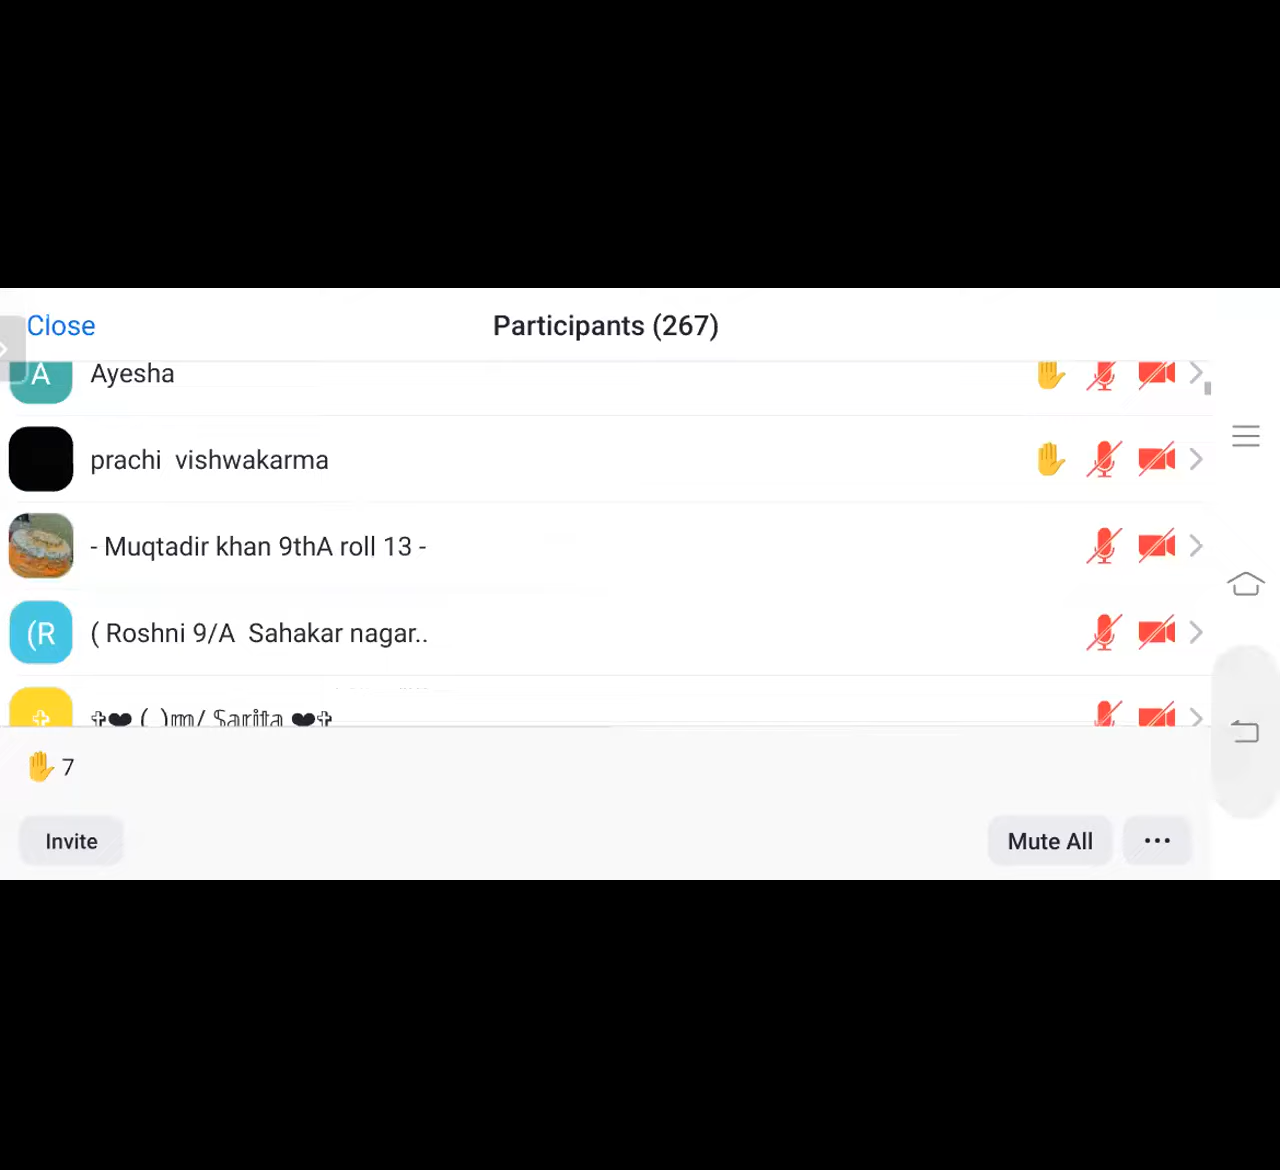 Close
Participants (267)
A
Ayesha
prachi vishwakarma
- Muqtadir khan 9thA roll 13 -
(R
( Roshni 9/A Sahakar nagar..
✞
✞❤ ( )𝕞/ 𝕊𝕒𝕣𝕚𝕥𝕒 ❤✞
✋ 7
Invite
Mute All
...